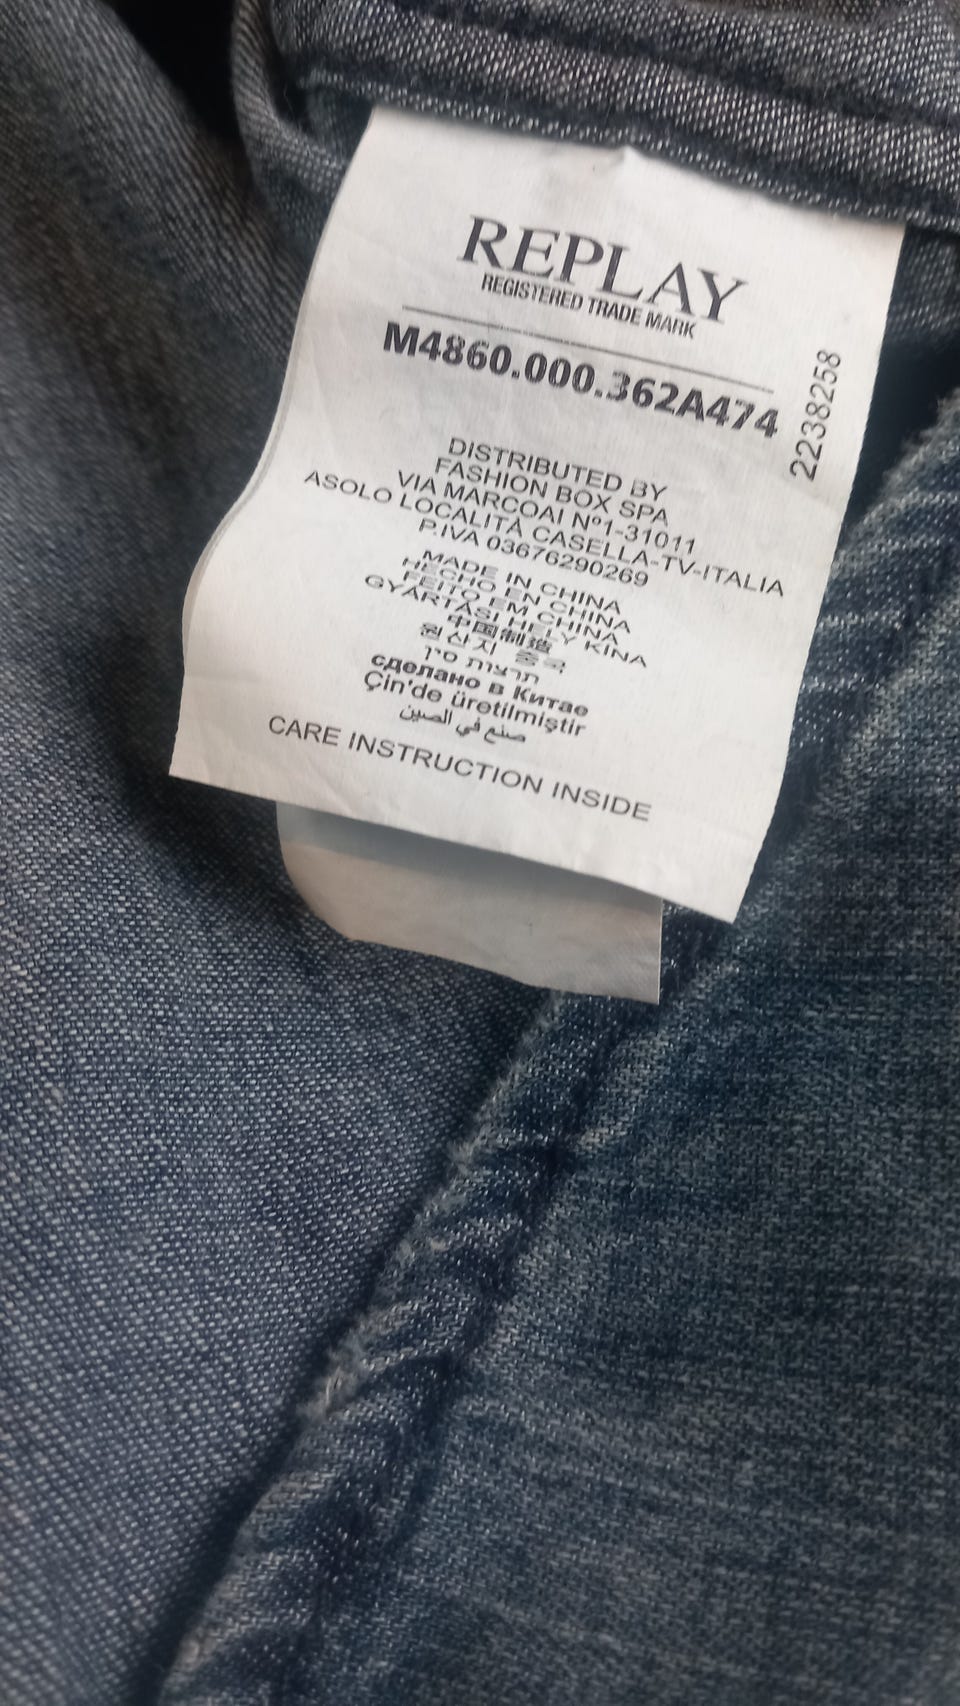 REPLAY
REGISTERED TRADE MARK
M4860.000.362A474
2238258
DISTRIBUTED BY
FASHION BOX SPA
VIA MARCOAI Nº1-31011
ASOLO LOCALITÀ CASELLA-TV-ITALIA
P.IVA 03676290269
MADE IN CHINA
HECHO EN CHINA
FEITO EM CHINA
GYÁRTÁSI HELY KÍNA
中国制造
원산지 중국
תוצרת סין
сделано в Китае
Çin'de üretilmiştir
صنع في الصين
CARE INSTRUCTION INSIDE